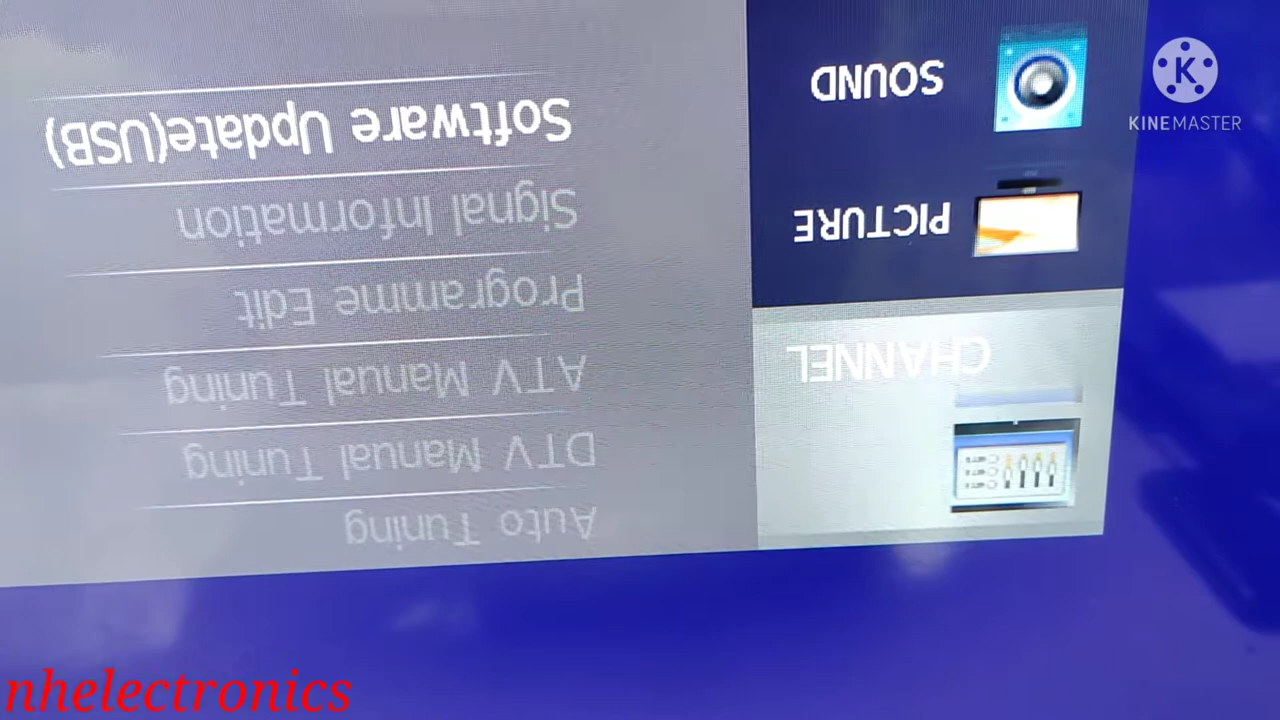 CHANNEL
PICTURE
SOUND
Auto Tuning
DTV Manual Tuning
ATV Manual Tuning
Programme Edit
Signal Information
Software Update(USB)
K
KINEMASTER
nhelectronics